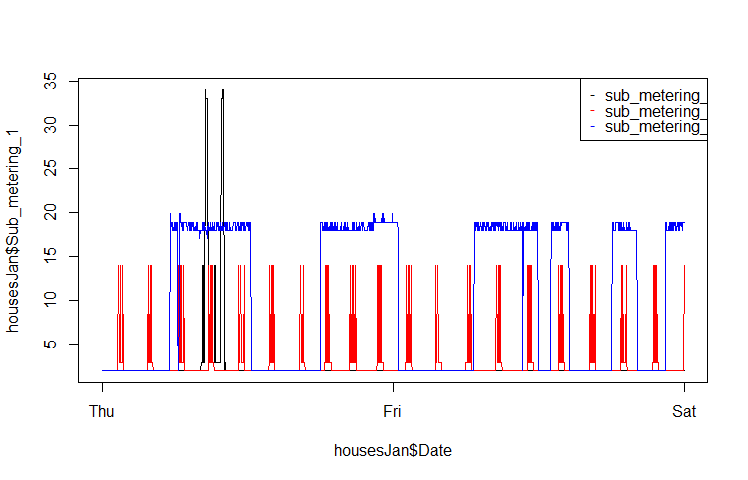 35
30
25
20
15
10
5
housesJan$Sub_metering_1
sub_metering_
sub_metering_
sub_metering_
Thu
Fri
Sat
housesJan$Date